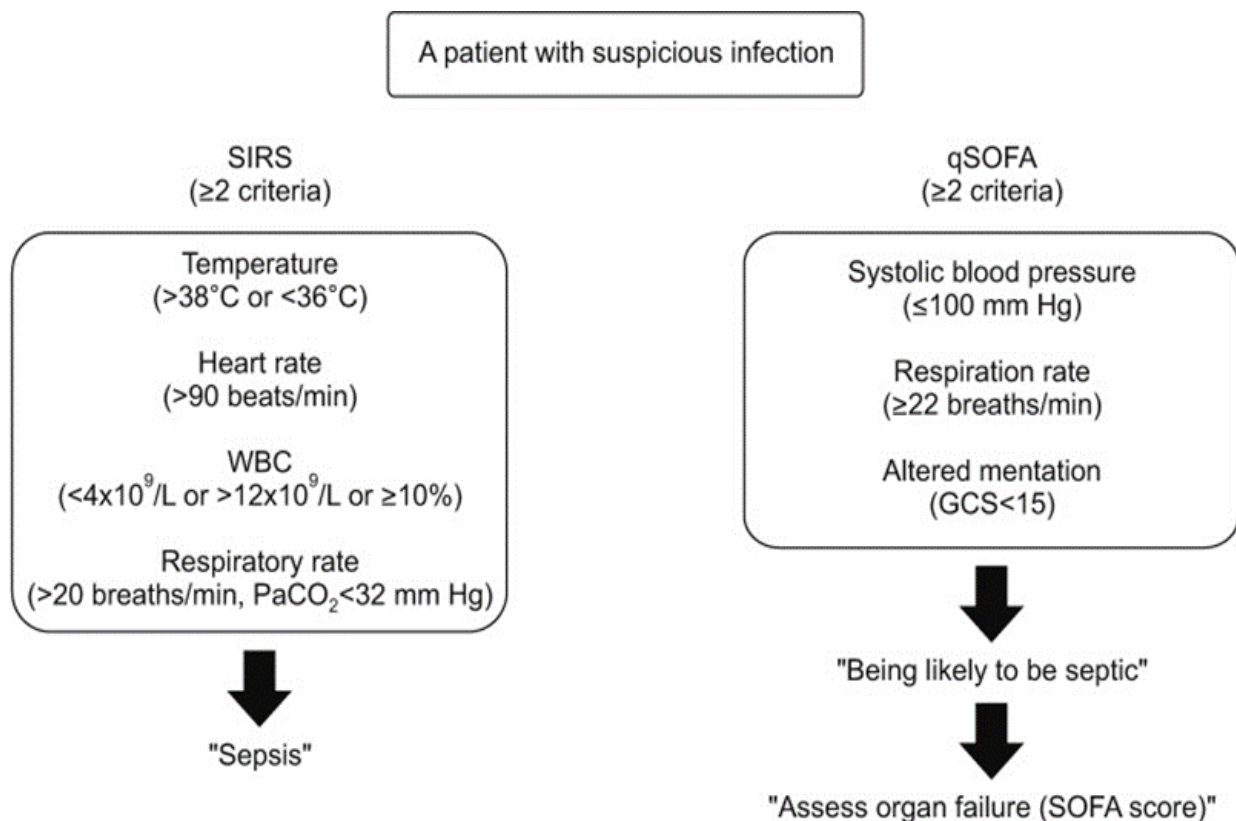 A patient with suspicious infection
SIRS
(≥2 criteria)
Temperature
(>38°C or <36°C)
Heart rate
(>90 beats/min)
WBC
(<4x10⁹/L or >12x10⁹/L or ≥10%)
Respiratory rate
(>20 breaths/min, PaCO₂<32 mm Hg)
"Sepsis"
qSOFA
(≥2 criteria)
Systolic blood pressure
(≤100 mm Hg)
Respiration rate
(≥22 breaths/min)
Altered mentation
(GCS<15)
"Being likely to be septic"
"Assess organ failure (SOFA score)"